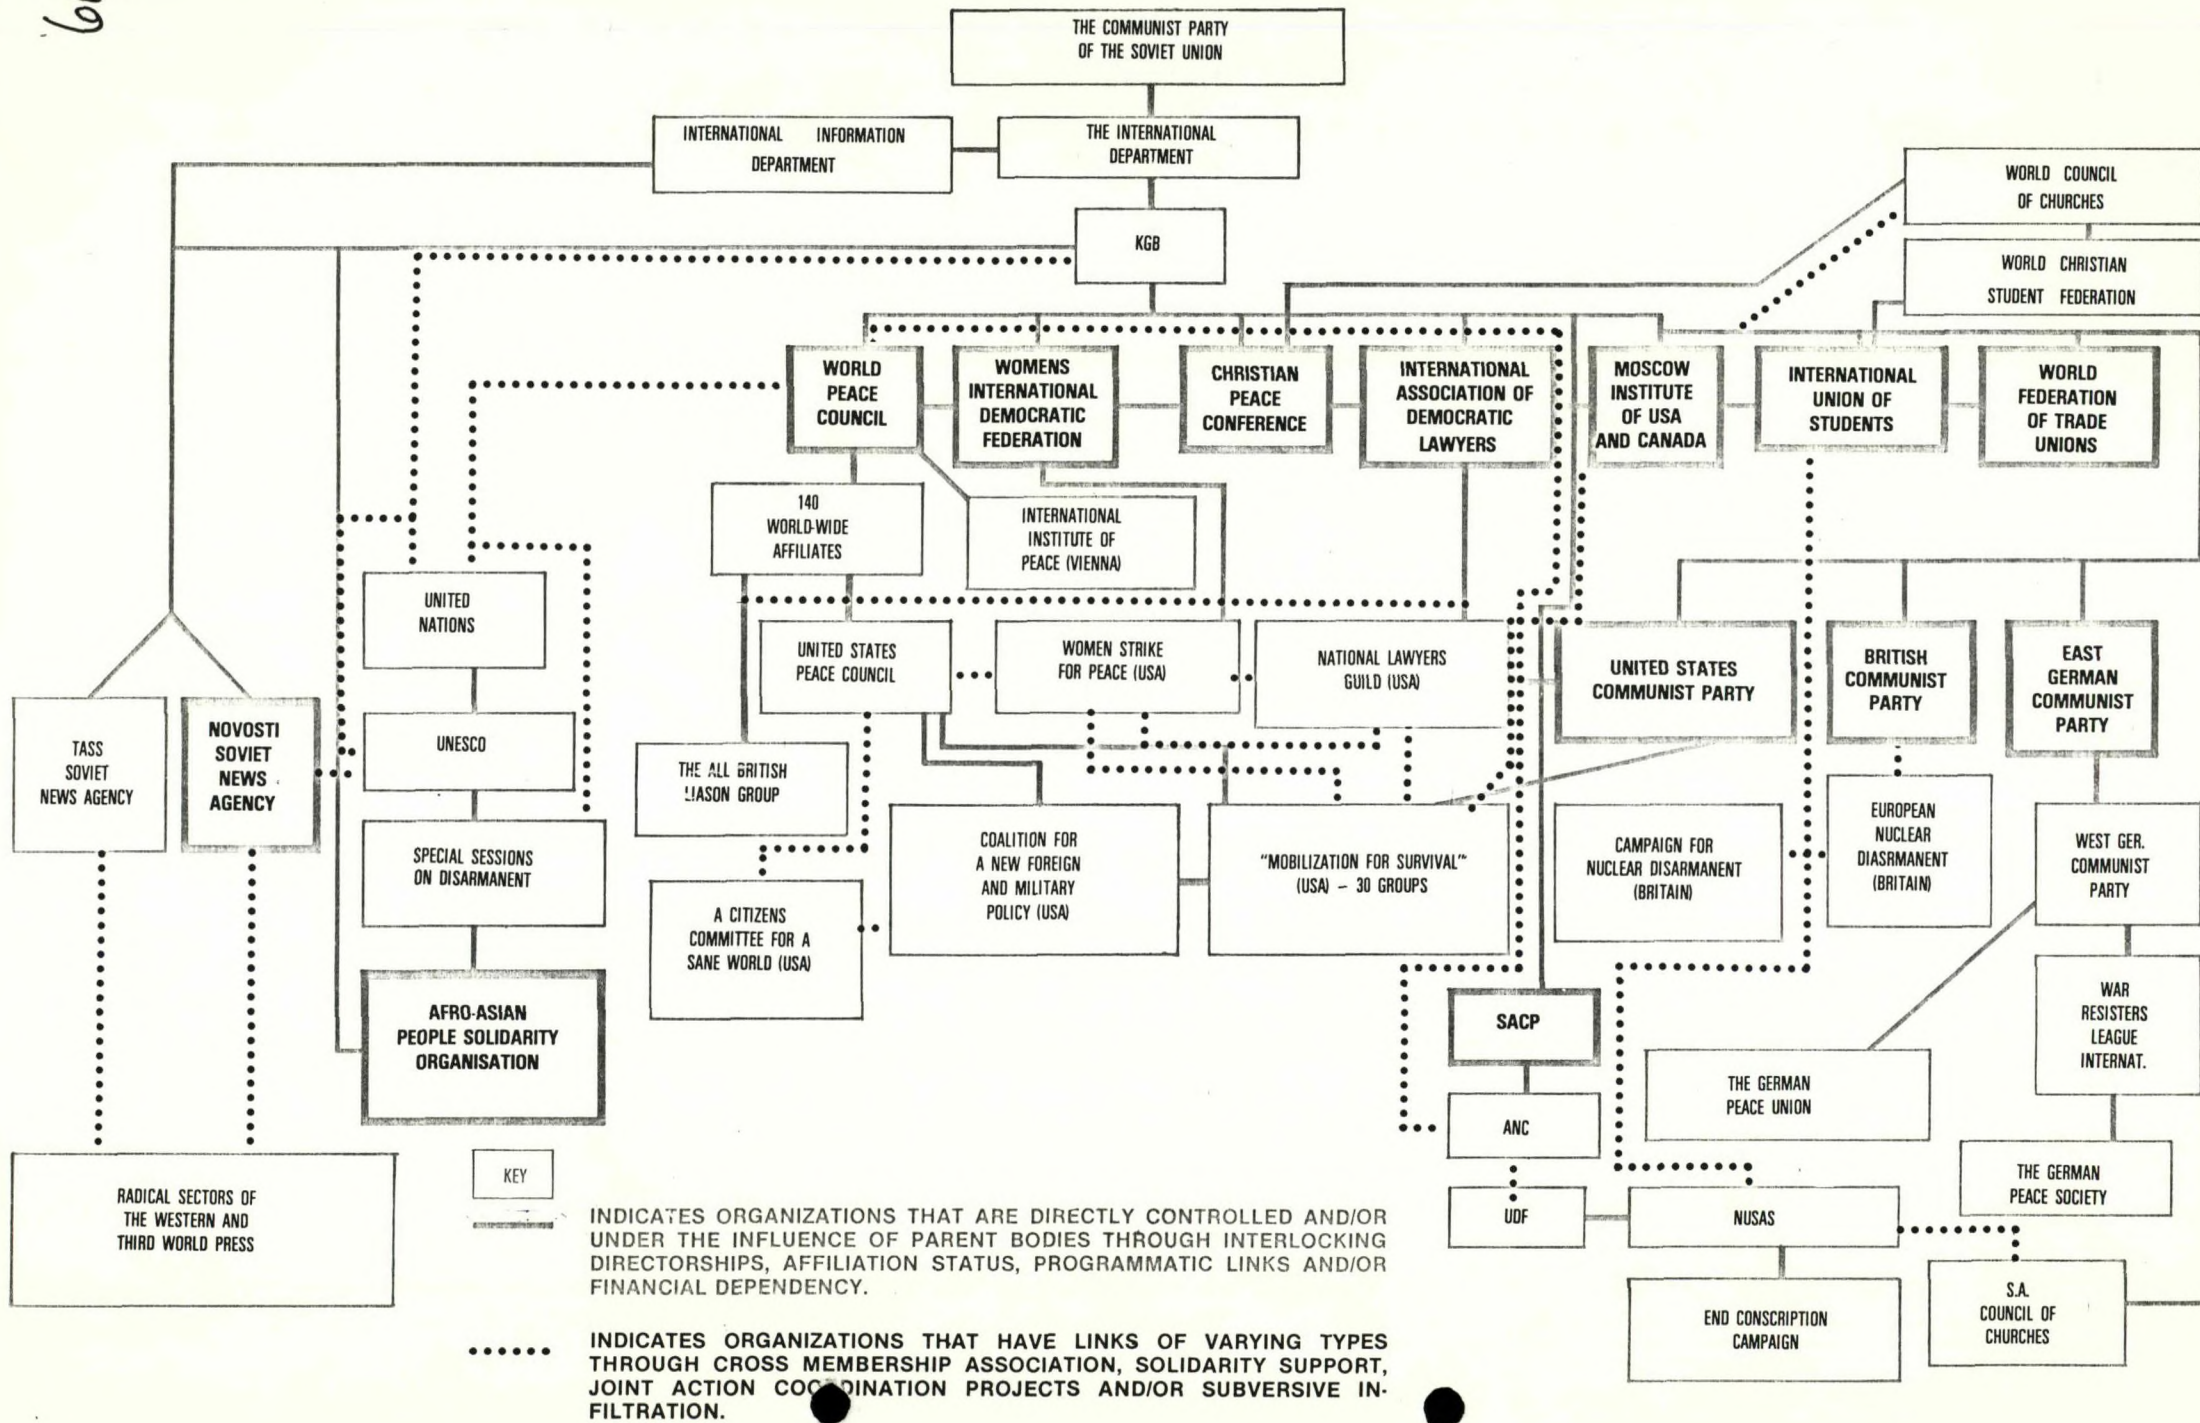 THE COMMUNIST PARTY
OF THE SOVIET UNION
INTERNATIONAL INFORMATION
DEPARTMENT
THE INTERNATIONAL
DEPARTMENT
WORLD COUNCIL
OF CHURCHES
KGB
WORLD CHRISTIAN
STUDENT FEDERATION
WORLD
PEACE
COUNCIL
WOMENS
INTERNATIONAL
DEMOCRATIC
FEDERATION
CHRISTIAN
PEACE
CONFERENCE
INTERNATIONAL
ASSOCIATION OF
DEMOCRATIC
LAWYERS
MOSCOW
INSTITUTE
OF USA
AND CANADA
INTERNATIONAL
UNION OF
STUDENTS
WORLD
FEDERATION
OF TRADE
UNIONS
140
WORLD-WIDE
AFFILIATES
INTERNATIONAL
INSTITUTE OF
PEACE (VIENNA)
UNITED
NATIONS
UNITED STATES
PEACE COUNCIL
WOMEN STRIKE
FOR PEACE (USA)
NATIONAL LAWYERS
GUILD (USA)
UNITED STATES
COMMUNIST PARTY
BRITISH
COMMUNIST
PARTY
EAST
GERMAN
COMMUNIST
PARTY
TASS
SOVIET
NEWS AGENCY
NOVOSTI
SOVIET
NEWS
AGENCY
UNESCO
THE ALL BRITISH
LIASON GROUP
SPECIAL SESSIONS
ON DISARMANENT
COALITION FOR
A NEW FOREIGN
AND MILITARY
POLICY (USA)
"MOBILIZATION FOR SURVIVAL"
(USA) – 30 GROUPS
CAMPAIGN FOR
NUCLEAR DISARMANENT
(BRITAIN)
EUROPEAN
NUCLEAR
DIASRMANENT
(BRITAIN)
WEST GER.
COMMUNIST
PARTY
A CITIZENS
COMMITTEE FOR A
SANE WORLD (USA)
AFRO-ASIAN
PEOPLE SOLIDARITY
ORGANISATION
SACP
WAR
RESISTERS
LEAGUE
INTERNAT.
THE GERMAN
PEACE UNION
ANC
THE GERMAN
PEACE SOCIETY
RADICAL SECTORS OF
THE WESTERN AND
THIRD WORLD PRESS
UDF
NUSAS
END CONSCRIPTION
CAMPAIGN
S.A.
COUNCIL OF
CHURCHES
KEY
INDICATES ORGANIZATIONS THAT ARE DIRECTLY CONTROLLED AND/OR
UNDER THE INFLUENCE OF PARENT BODIES THROUGH INTERLOCKING
DIRECTORSHIPS, AFFILIATION STATUS, PROGRAMMATIC LINKS AND/OR
FINANCIAL DEPENDENCY.
INDICATES ORGANIZATIONS THAT HAVE LINKS OF VARYING TYPES
THROUGH CROSS MEMBERSHIP ASSOCIATION, SOLIDARITY SUPPORT,
JOINT ACTION COORDINATION PROJECTS AND/OR SUBVERSIVE IN-
FILTRATION.